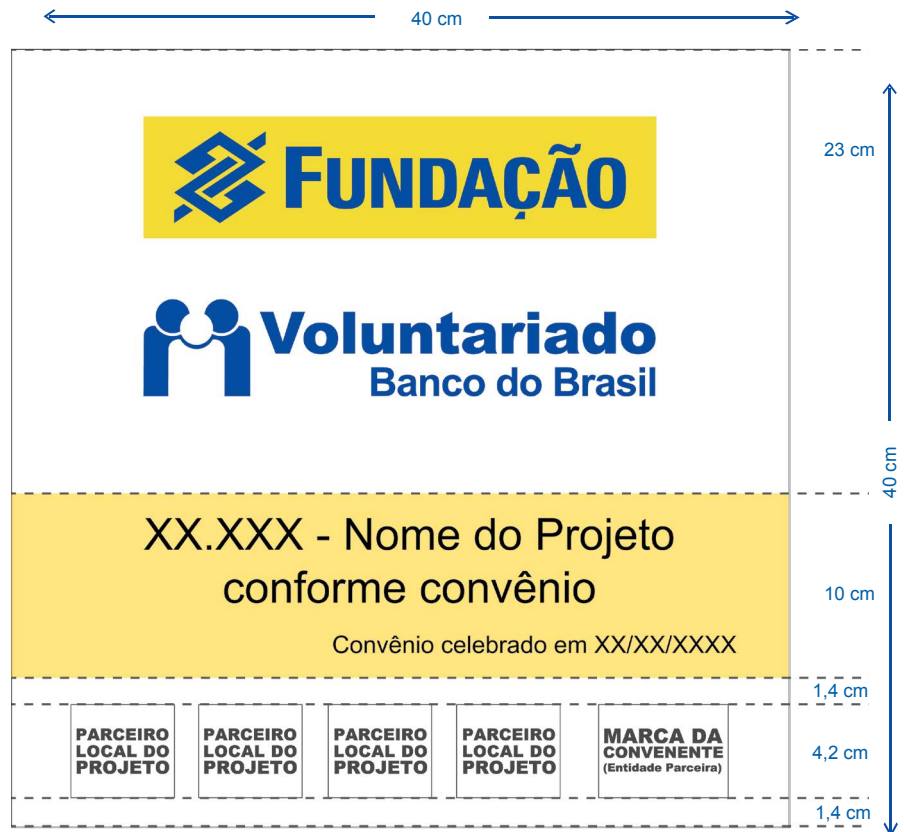 40 cm
23 cm
FUNDAÇÃO
Voluntariado
Banco do Brasil
40 cm
XX.XXX - Nome do Projeto
conforme convênio
Convênio celebrado em XX/XX/XXXX
10 cm
1,4 cm
PARCEIRO
LOCAL DO
PROJETO
PARCEIRO
LOCAL DO
PROJETO
PARCEIRO
LOCAL DO
PROJETO
PARCEIRO
LOCAL DO
PROJETO
MARCA DA
CONVENENTE
(Entidade Parceira)
4,2 cm
1,4 cm